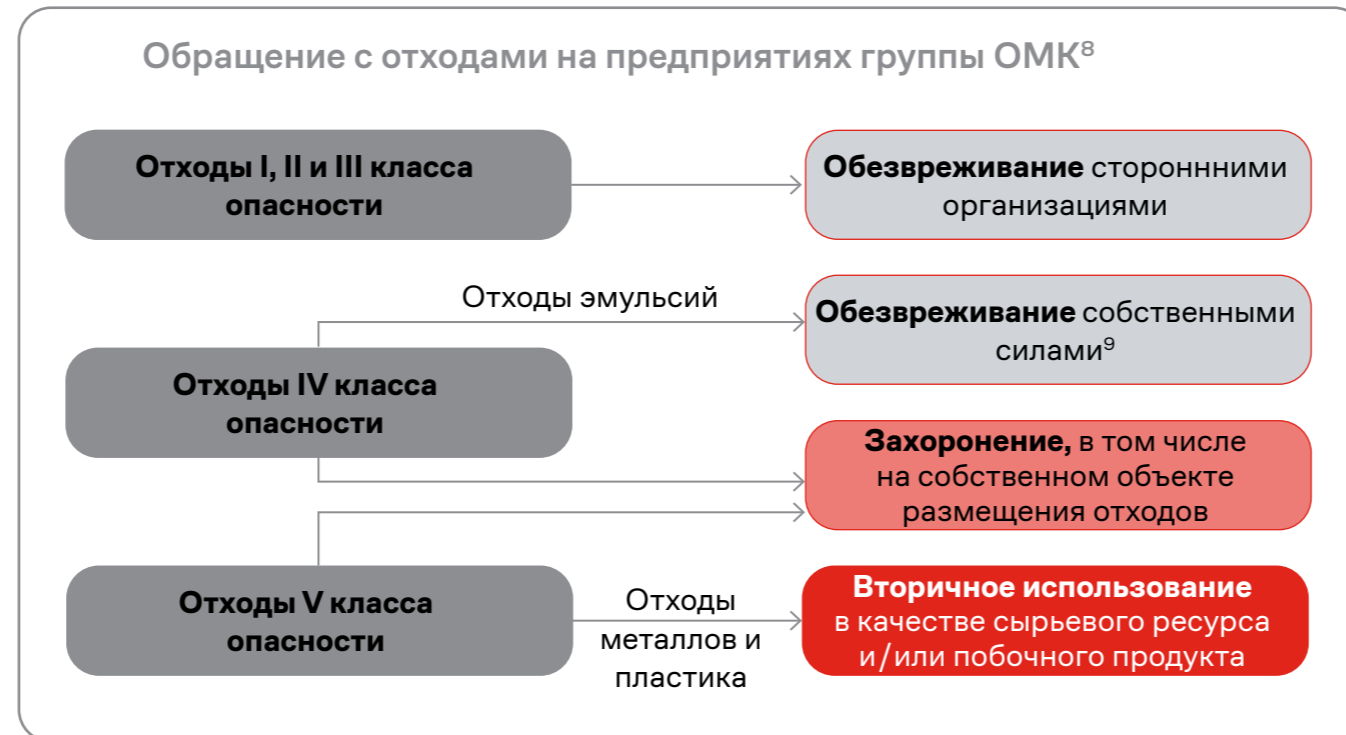 Обращение с отходами на предприятиях группы ОМК⁸
Отходы I, II и III класса
опасности
Обезвреживание стороннними
организациями
Отходы эмульсий
Обезвреживание собственными
силами⁹
Отходы IV класса
опасности
Захоронение, в том числе
на собственном объекте
размещения отходов
Отходы V класса
опасности
Отходы
металлов и
пластика
Вторичное использование
в качестве сырьевого ресурса
и/или побочного продукта